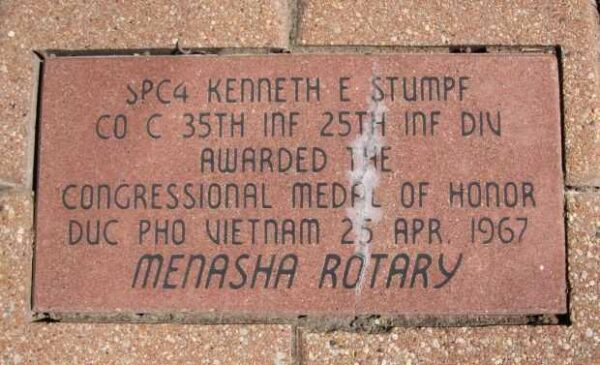 SPC4 KENNETH E STUMPF
CO C 35TH INF 25TH INF DIV
AWARDED THE
CONGRESSIONAL MEDAL OF HONOR
DUC PHO VIETNAM 25 APR. 1967
MENASHA ROTARY